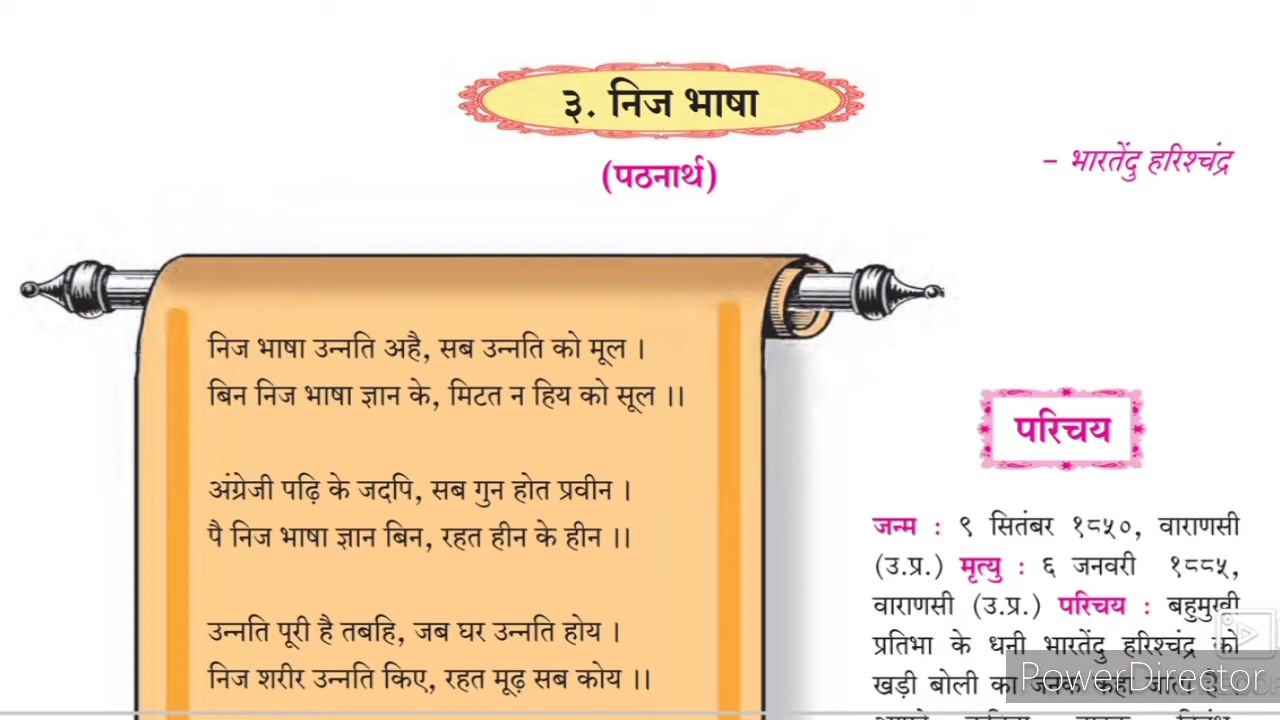 ३. निज भाषा
(पठनार्थ)
– भारतेंदु हरिश्चंद्र
निज भाषा उन्नति अहै, सब उन्नति को मूल ।
बिन निज भाषा ज्ञान के, मिटत न हिय को सूल ।।
अंग्रेजी पढ़ि के जदपि, सब गुन होत प्रवीन ।
पै निज भाषा ज्ञान बिन, रहत हीन के हीन ।।
उन्नति पूरी है तबहि, जब घर उन्नति होय ।
निज शरीर उन्नति किए, रहत मूढ़ सब कोय ।।
परिचय
जन्म : ९ सितंबर १८५०, वाराणसी
(उ.प्र.) मृत्यु : ६ जनवरी १८८५,
वाराणसी (उ.प्र.) परिचय : बहुमुखी
प्रतिभा के धनी भारतेंदु हरिश्चंद्र को
खड़ी बोली का जनक कहा जाता है।
PowerDirector